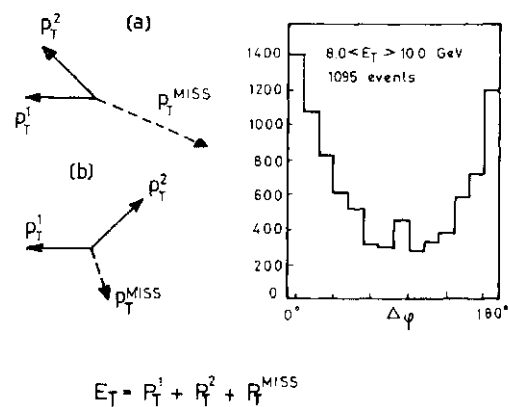 (a)
P_T^2
P_T^1
P_T^MISS
(b)
P_T^1
P_T^2
P_T^MISS
8.0 < E_T > 10.0 GeV
1095 events
1400
1200
1000
800
600
400
200
0
0°
Δφ
180°
E_T = P_T^1 + P_T^2 + P_T^MISS